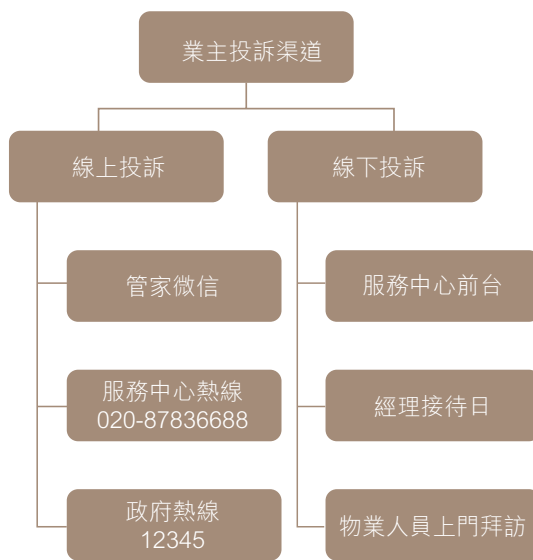 業主投訴渠道
線上投訴
線下投訴
管家微信
服務中心前台
服務中心熱線
020-87836688
經理接待日
政府熱線
12345
物業人員上門拜訪